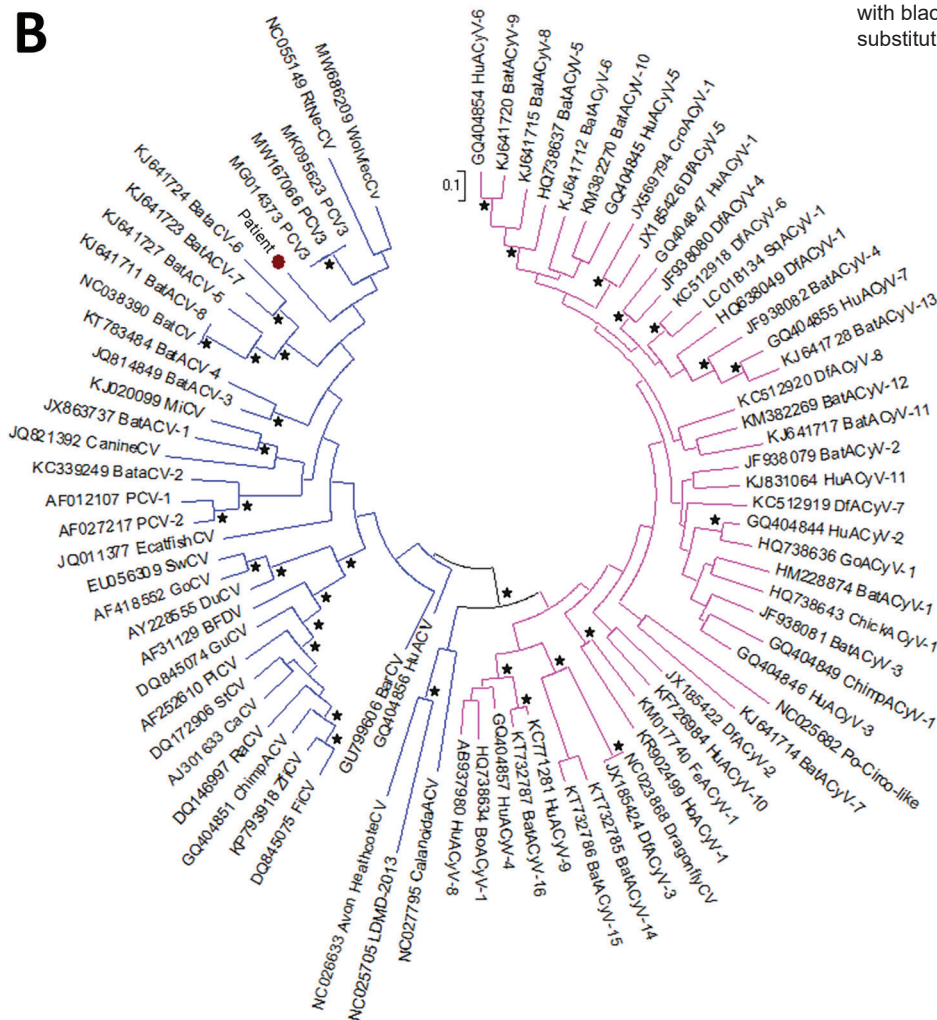 B
with blac
substitut
0.1
GQ404854 HuACyV-6
KJ641720 BatACyV-9
KJ641715 BatACyV-8
HQ738637 BatACyV-5
KJ641712 BatACyV-6
KM382270 BatACyV-10
GQ404845 HuACyV-5
JX569794 CroACyV-1
JX185426 DfACyV-5
GQ404847 HuACyV-1
JF938080 DfACyV-4
KC512918 DfACyV-6
LC018134 SqACyV-1
HQ638049 DfACyV-1
JF938082 BatACyV-4
GQ404855 HuACyV-7
KJ641728 BatACyV-13
KC512920 DfACyV-8
KM382269 BatACyV-12
KJ641717 BatACyV-11
JF938079 BatACyV-2
KJ831064 HuACyV-11
KC512919 DfACyV-7
GQ404844 HuACyV-2
HQ738636 GoACyV-1
HM228874 BatACyV-1
HQ738643 ChickACyV-1
JF938081 BatACyV-3
GQ404849 ChimpACyV-1
GQ404846 HuACyV-3
NC025682 Po-Circo-like
KJ641714 BatACyV-7
JX185422 DfACyV-2
KF726984 HuACyV-10
KM017740 FeACyV-1
KR902499 HoACyV-1
NC023868 DragonflyCV
JX185424 DfACyV-3
KT732785 BatACyV-14
KT732786 BatACyV-15
KC771281 HuACyV-9
KT732787 BatACyV-16
GQ404857 HuACyV-4
HQ738634 BoACyV-1
AB937980 HuACyV-8
NC027795 CalanoidaACV
NC025705 LDMD-2013
NC026633 Avon HeathcoteCV
GQ404856 HuACV
GU799606 BarCV
DQ845075 FiCV
KP793918 ZfiCV
GQ404851 ChimpACV
DQ146997 RaCV
AJ301633 CaCV
DQ172906 StCV
AF252610 PiCV
DQ845074 GuCV
AF31129 BFDV
AY228555 DuCV
AF418552 GoCV
EU056309 SwCV
JQ011377 EcatfishCV
AF027217 PCV-2
AF012107 PCV-1
KC339249 BataCV-2
JQ821392 CanineCV
JX863737 BatACV-1
KJ020099 MiCV
JQ814849 BatACV-3
KT783484 BatACV-4
NC038390 BatCV
KJ641711 BatACV-8
KJ641727 BatACV-5
KJ641723 BatACV-7
KJ641724 BataCV-6
Patient
MG014373 PCV3
MW167066 PCV3
MK095623 PCV3
NC055149 RtNe-CV
MW686209 WolvfecCV